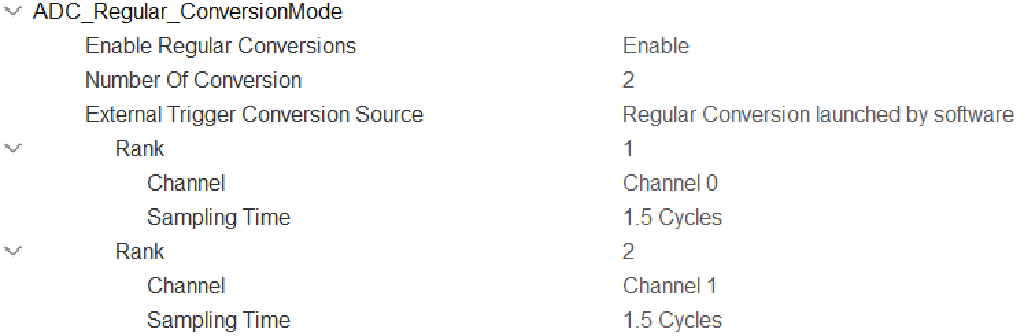 ADC_Regular_ConversionMode
Enable Regular Conversions Enable
Number Of Conversion 2
External Trigger Conversion Source Regular Conversion launched by software
Rank 1
Channel Channel 0
Sampling Time 1.5 Cycles
Rank 2
Channel Channel 1
Sampling Time 1.5 Cycles